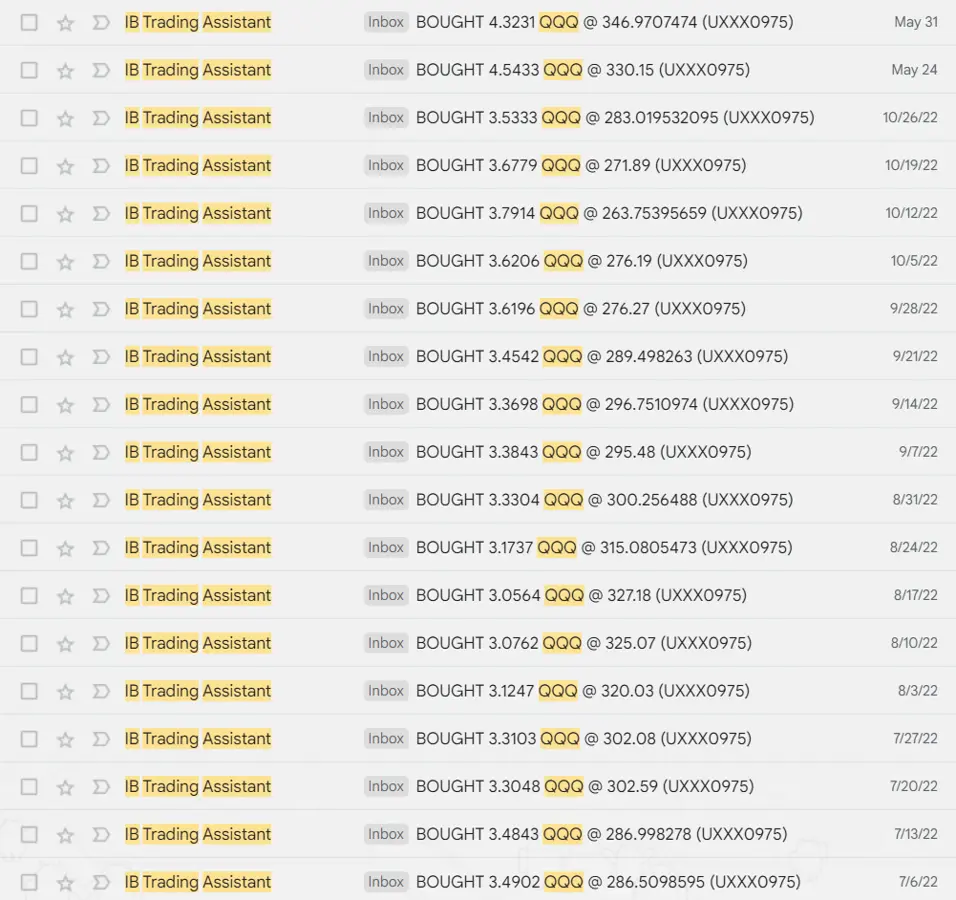 IB Trading Assistant Inbox BOUGHT 4.3231 QQQ @ 346.9707474 (UXXX0975) May 31
IB Trading Assistant Inbox BOUGHT 4.5433 QQQ @ 330.15 (UXXX0975) May 24
IB Trading Assistant Inbox BOUGHT 3.5333 QQQ @ 283.019532095 (UXXX0975) 10/26/22
IB Trading Assistant Inbox BOUGHT 3.6779 QQQ @ 271.89 (UXXX0975) 10/19/22
IB Trading Assistant Inbox BOUGHT 3.7914 QQQ @ 263.75395659 (UXXX0975) 10/12/22
IB Trading Assistant Inbox BOUGHT 3.6206 QQQ @ 276.19 (UXXX0975) 10/5/22
IB Trading Assistant Inbox BOUGHT 3.6196 QQQ @ 276.27 (UXXX0975) 9/28/22
IB Trading Assistant Inbox BOUGHT 3.4542 QQQ @ 289.498263 (UXXX0975) 9/21/22
IB Trading Assistant Inbox BOUGHT 3.3698 QQQ @ 296.7510974 (UXXX0975) 9/14/22
IB Trading Assistant Inbox BOUGHT 3.3843 QQQ @ 295.48 (UXXX0975) 9/7/22
IB Trading Assistant Inbox BOUGHT 3.3304 QQQ @ 300.256488 (UXXX0975) 8/31/22
IB Trading Assistant Inbox BOUGHT 3.1737 QQQ @ 315.0805473 (UXXX0975) 8/24/22
IB Trading Assistant Inbox BOUGHT 3.0564 QQQ @ 327.18 (UXXX0975) 8/17/22
IB Trading Assistant Inbox BOUGHT 3.0762 QQQ @ 325.07 (UXXX0975) 8/10/22
IB Trading Assistant Inbox BOUGHT 3.1247 QQQ @ 320.03 (UXXX0975) 8/3/22
IB Trading Assistant Inbox BOUGHT 3.3103 QQQ @ 302.08 (UXXX0975) 7/27/22
IB Trading Assistant Inbox BOUGHT 3.3048 QQQ @ 302.59 (UXXX0975) 7/20/22
IB Trading Assistant Inbox BOUGHT 3.4843 QQQ @ 286.998278 (UXXX0975) 7/13/22
IB Trading Assistant Inbox BOUGHT 3.4902 QQQ @ 286.5098595 (UXXX0975) 7/6/22